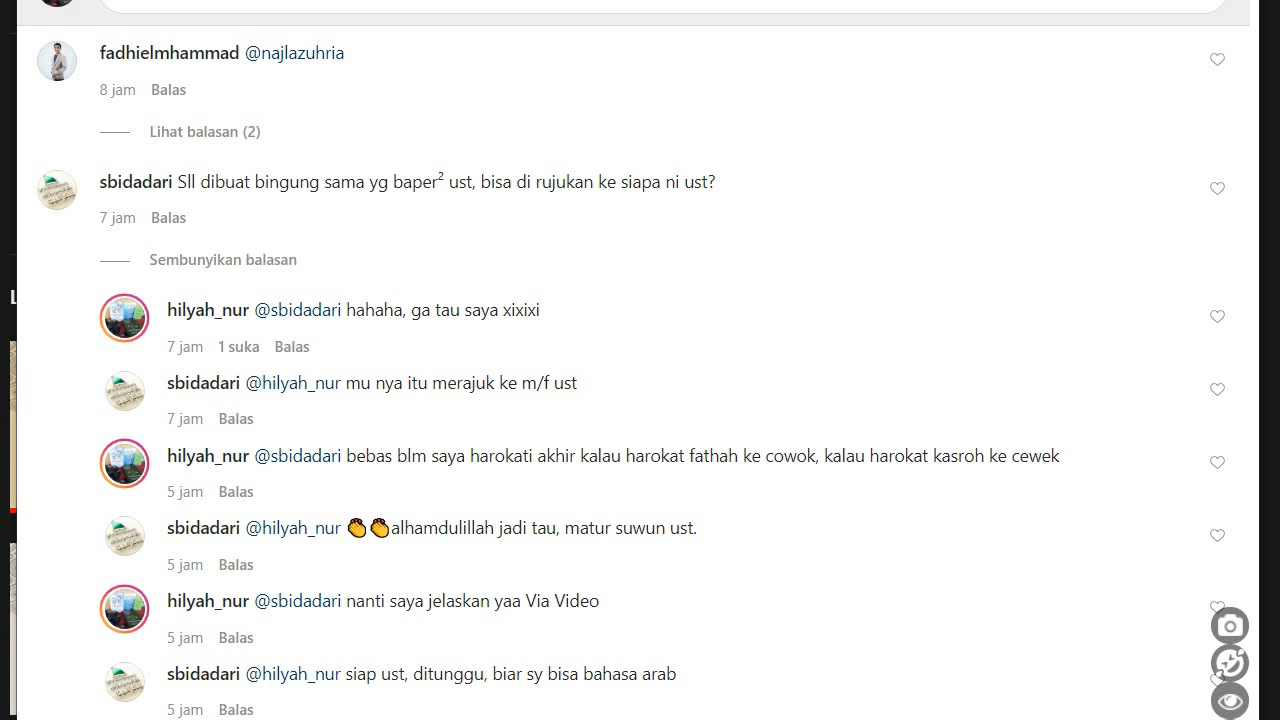 fadhielmhammad @najlazuhria
8 jam Balas
Lihat balasan (2)
sbidadari Sll dibuat bingung sama yg baper² ust, bisa di rujukan ke siapa ni ust?
7 jam Balas
Sembunyikan balasan
hilyah_nur @sbidadari hahaha, ga tau saya xixixi
7 jam 1 suka Balas
sbidadari @hilyah_nur mu nya itu merajuk ke m/f ust
7 jam Balas
hilyah_nur @sbidadari bebas blm saya harokati akhir kalau harokat fathah ke cowok, kalau harokat kasroh ke cewek
5 jam Balas
sbidadari @hilyah_nur 👏👏alhamdulillah jadi tau, matur suwun ust.
5 jam Balas
hilyah_nur @sbidadari nanti saya jelaskan yaa Via Video
5 jam Balas
sbidadari @hilyah_nur siap ust, ditunggu, biar sy bisa bahasa arab
5 jam Balas